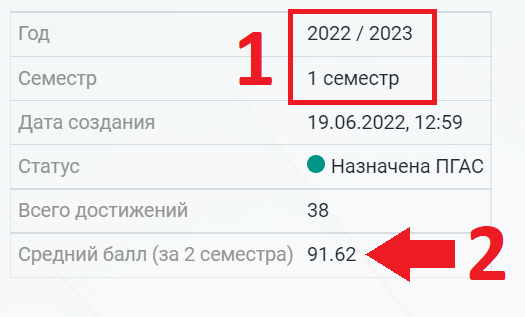 Год 2022 / 2023
1
Семестр 1 семестр
Дата создания 19.06.2022, 12:59
Статус Назначена ПГАС
Всего достижений 38
Средний балл (за 2 семестра) 91.62
2